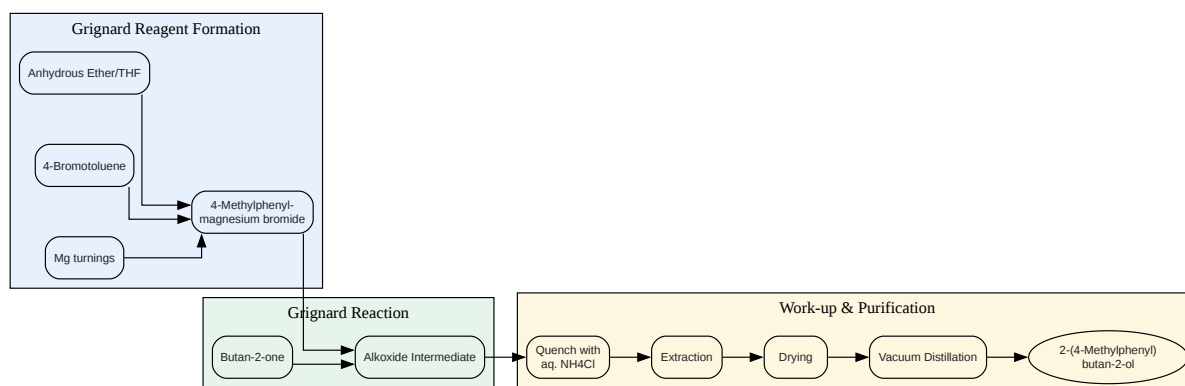 Grignard Reagent Formation
Anhydrous Ether/THF
4-Bromotoluene
4-Methylphenyl-
magnesium bromide
Mg turnings
Grignard Reaction
Butan-2-one
Alkoxide Intermediate
Work-up & Purification
Quench with
aq. NH4Cl
Extraction
Drying
Vacuum Distillation
2-(4-Methylphenyl)
butan-2-ol